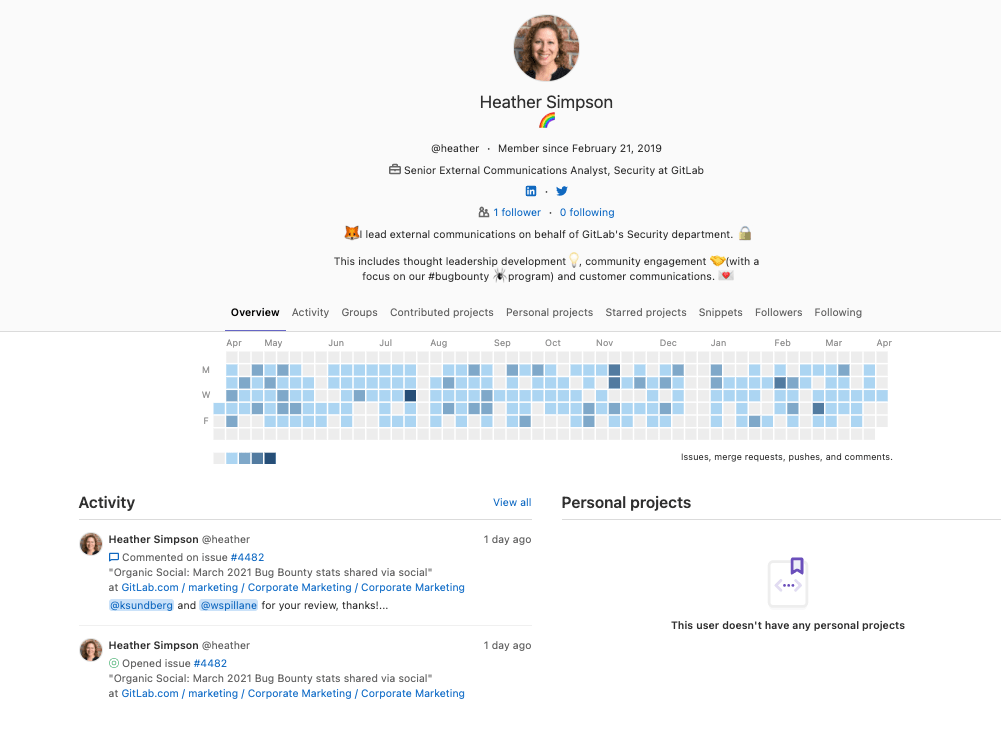 Heather Simpson
@heather · Member since February 21, 2019
Senior External Communications Analyst, Security at GitLab
·
1 follower · 0 following
I lead external communications on behalf of GitLab's Security department.
This includes thought leadership development , community engagement (with a
focus on our #bugbounty program) and customer communications.
Overview Activity Groups Contributed projects Personal projects Starred projects Snippets Followers Following
Apr May Jun Jul Aug Sep Oct Nov Dec Jan Feb Mar Apr
M
W
F
Issues, merge requests, pushes, and comments.
Activity View all
Heather Simpson @heather 1 day ago
Commented on issue #4482
"Organic Social: March 2021 Bug Bounty stats shared via social"
at GitLab.com / marketing / Corporate Marketing / Corporate Marketing
@ksundberg and @wspillane for your review, thanks!...
Heather Simpson @heather 1 day ago
Opened issue #4482
"Organic Social: March 2021 Bug Bounty stats shared via social"
at GitLab.com / marketing / Corporate Marketing / Corporate Marketing
Personal projects
This user doesn't have any personal projects